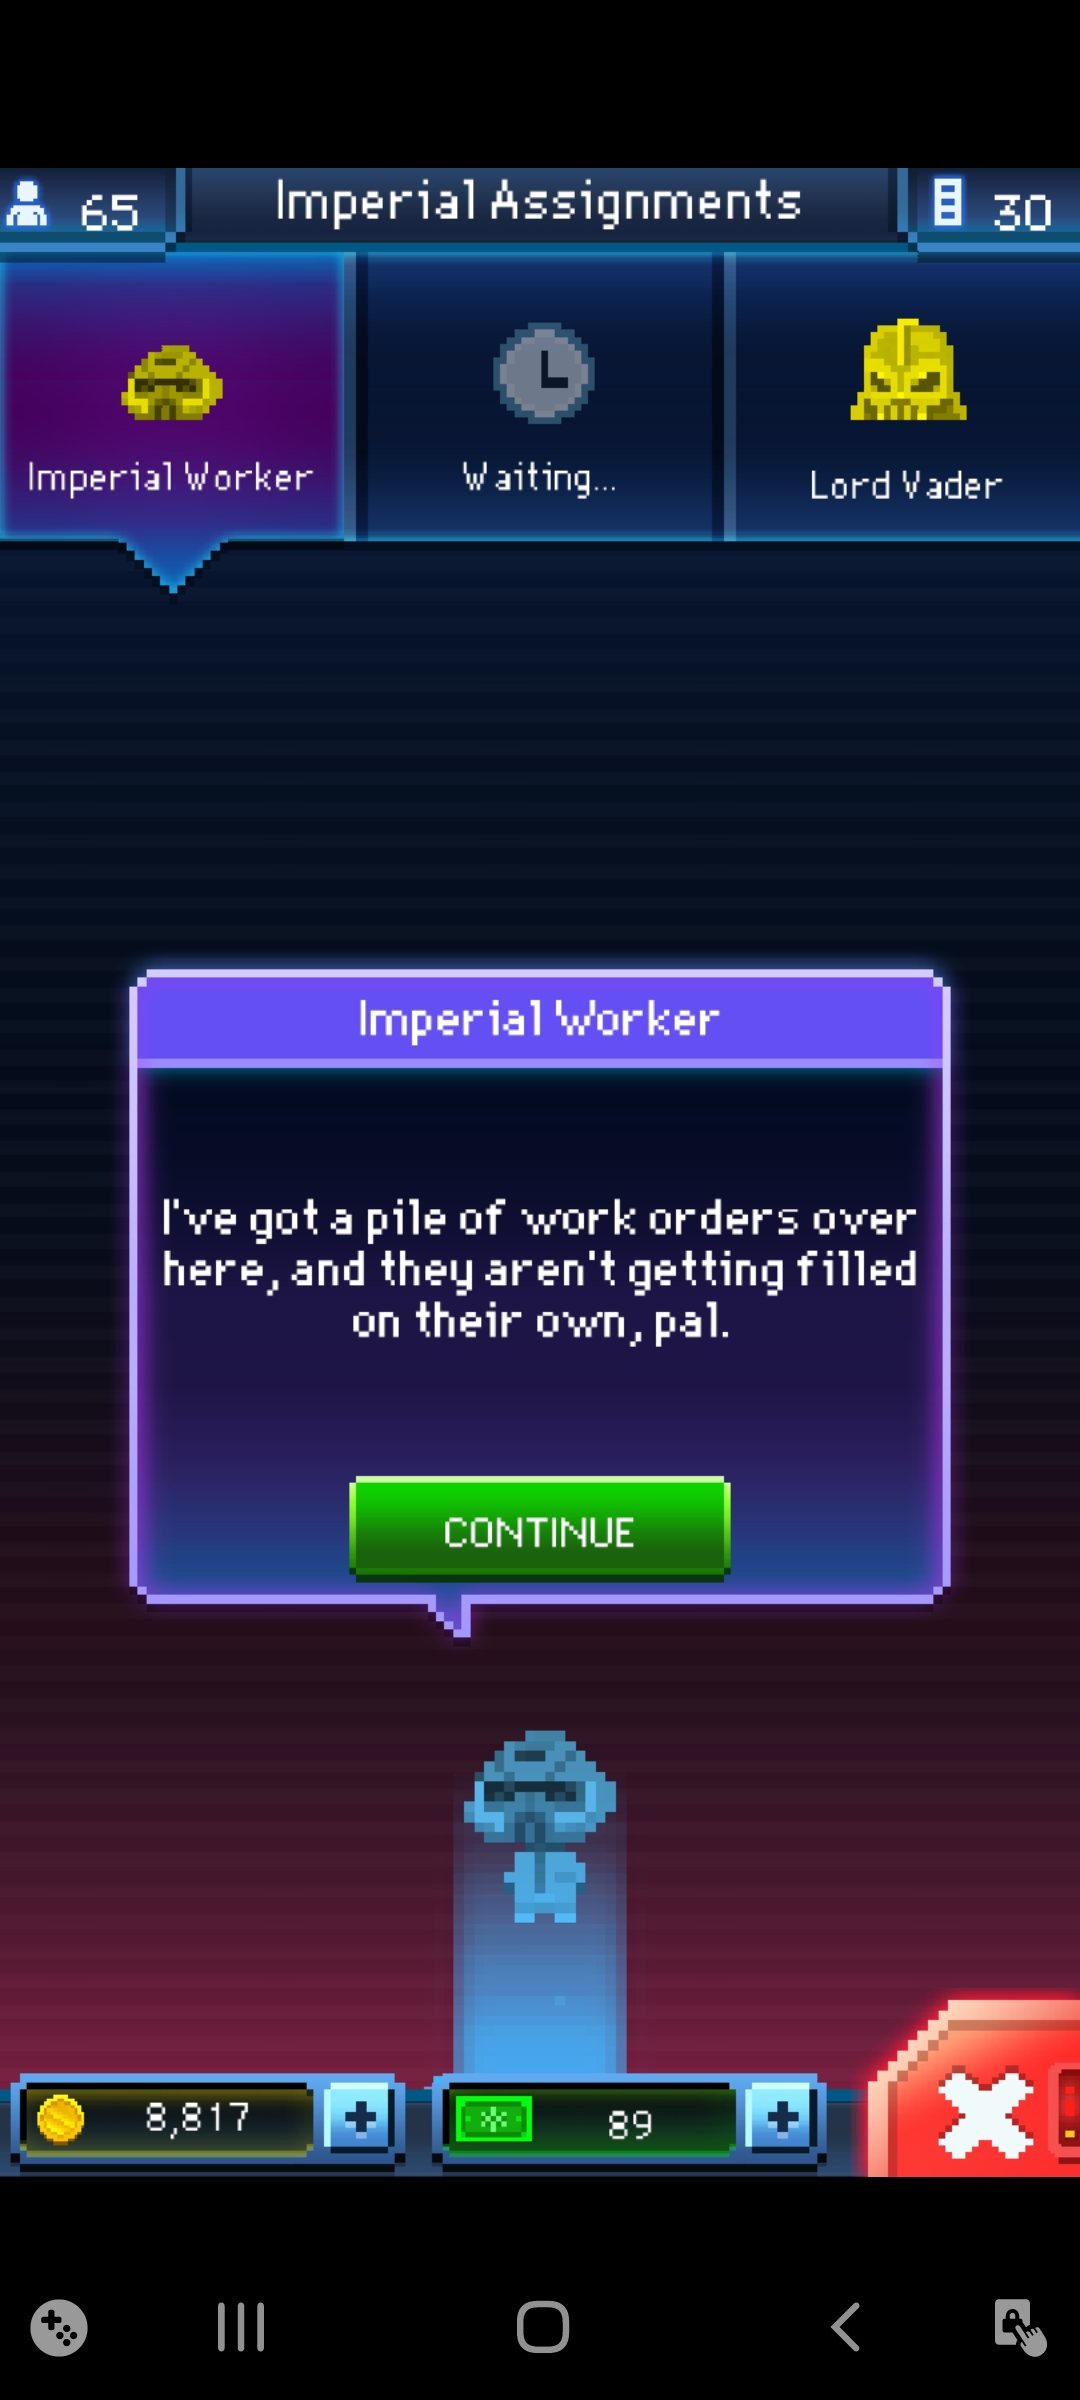 65
Imperial Assignments
30
Imperial Worker
Waiting...
Lord Vader
Imperial Worker
I've got a pile of work orders over
here, and they aren't getting filled
on their own, pal.
CONTINUE
8,817
89